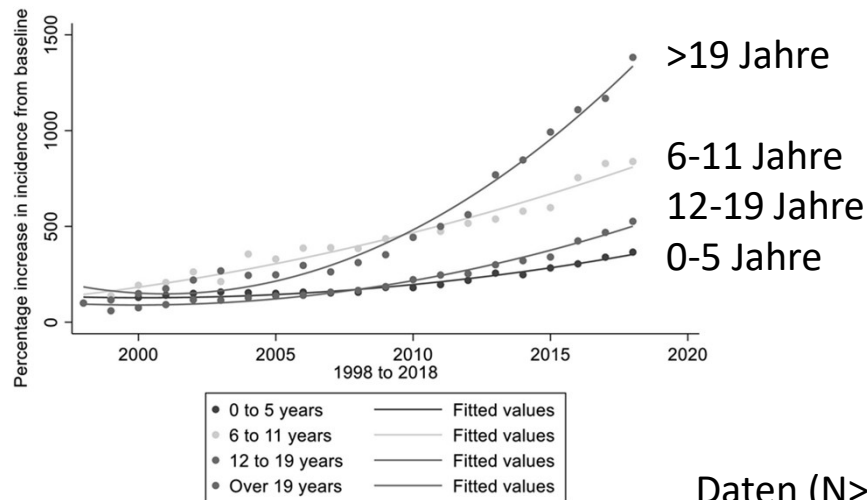 Percentage increase in incidence from baseline
1500
1000
500
0
2000
2005
2010
2015
2020
1998 to 2018
>19 Jahre
6-11 Jahre
12-19 Jahre
0-5 Jahre
0 to 5 years Fitted values
6 to 11 years Fitted values
12 to 19 years Fitted values
Over 19 years Fitted values
Daten (N>